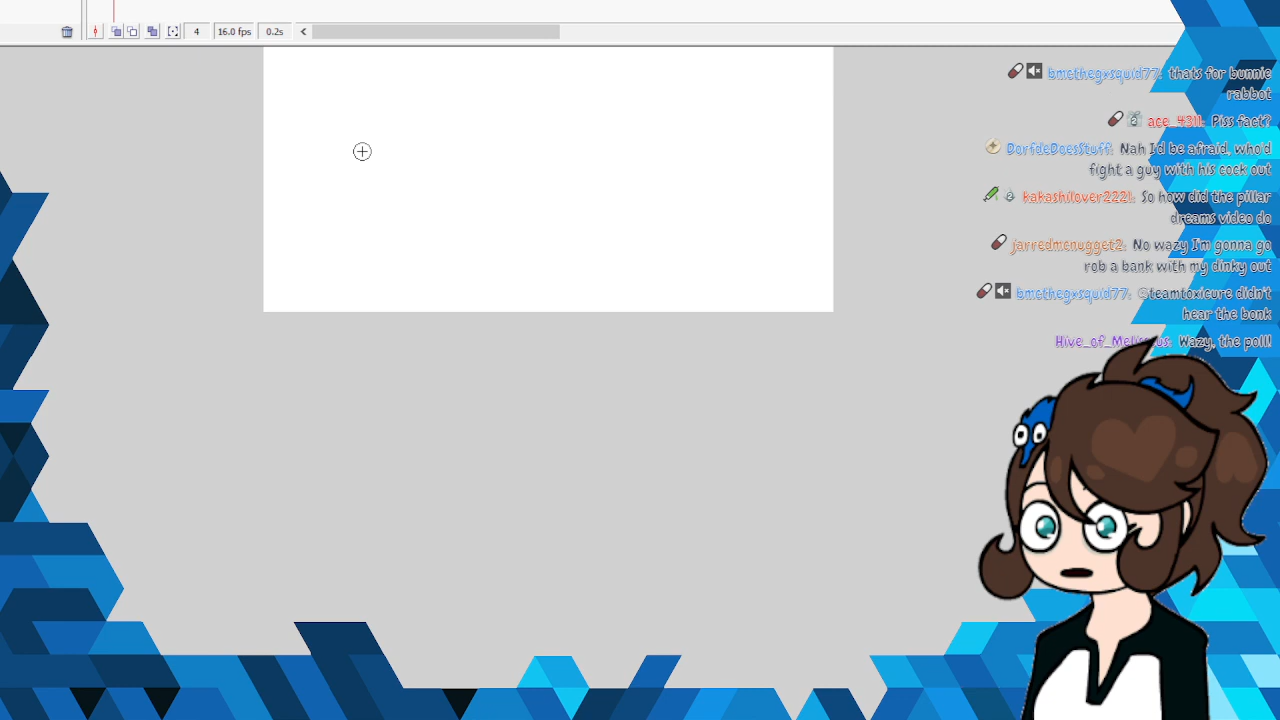 4 16.0 fps 0.2s
bmcthegxsquid77: thats for bunnie
rabbot
ace_4311: Piss fact?
DorfdeDoesStuff: Nah I'd be afraid, who'd
fight a guy with his cock out
kakashilover2221: So how did the pillar
dreams video do
jarredmcnugget2: No wazy I'm gonna go
rob a bank with my dinky out
bmcthegxsquid77: @teamtoxicure didn't
hear the bonk
Wazy, the poll!